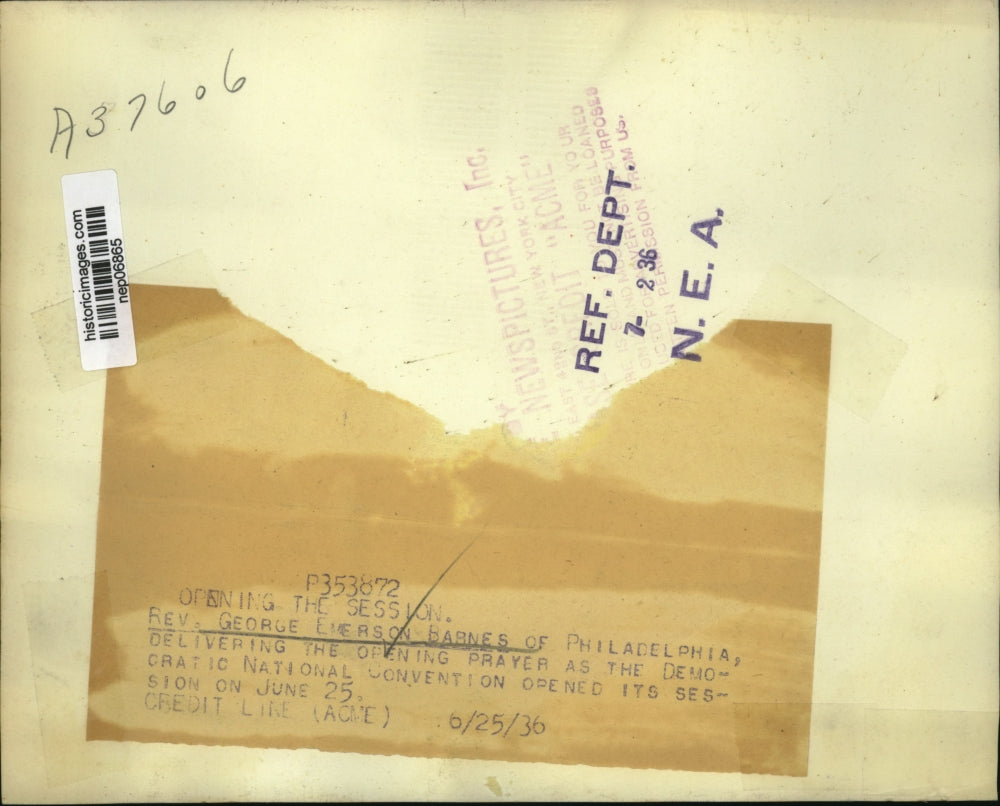 A37606
historicimages.com
nep06865
NEWSPICTURES, Inc.
NEW YORK CITY
"ACME"
REF. DEPT.
7- 2 36
N. E. A.
P353872
OPENING THE SESSION.
REV. GEORGE EMERSON BARNES OF PHILADELPHIA,
DELIVERING THE OPENING PRAYER AS THE DEMO-
CRATIC NATIONAL CONVENTION OPENED ITS SES-
SION ON JUNE 25.
CREDIT LINE (ACME) 6/25/36